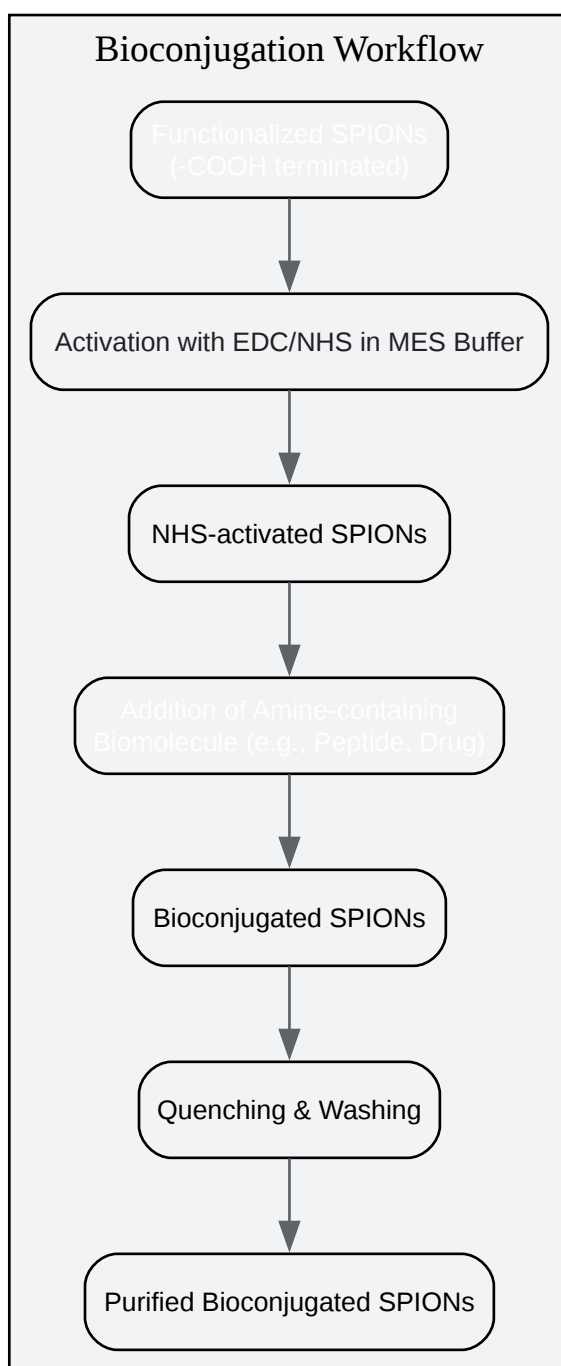 Bioconjugation Workflow
Functionalized SPIONs
(-COOH terminated)
Activation with EDC/NHS in MES Buffer
NHS-activated SPIONs
Addition of Amine-containing
Biomolecule (e.g., Peptide, Drug)
Bioconjugated SPIONs
Quenching & Washing
Purified Bioconjugated SPIONs